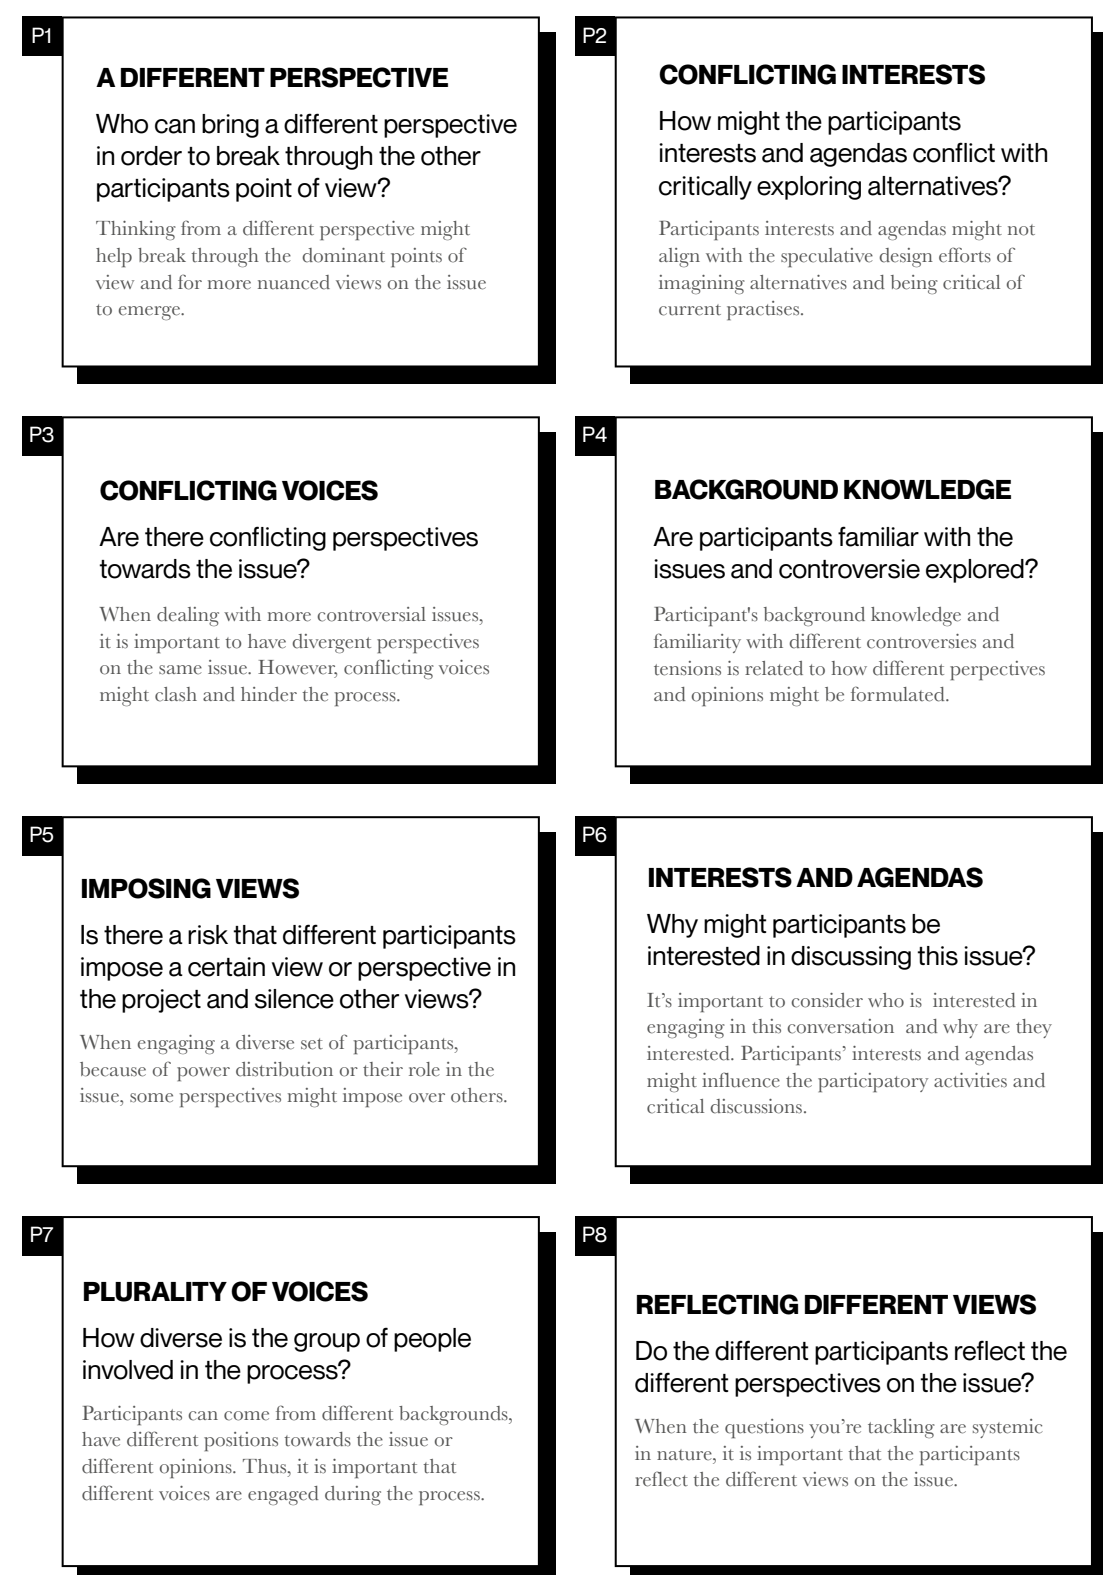 P1
A DIFFERENT PERSPECTIVE
Who can bring a different perspective
in order to break through the other
participants point of view?
Thinking from a different perspective might
help break through the dominant points of
view and for more nuanced views on the issue
to emerge.
P2
CONFLICTING INTERESTS
How might the participants
interests and agendas conflict with
critically exploring alternatives?
Participants interests and agendas might not
align with the speculative design efforts of
imagining alternatives and being critical of
current practises.
P3
CONFLICTING VOICES
Are there conflicting perspectives
towards the issue?
When dealing with more controversial issues,
it is important to have divergent perspectives
on the same issue. However, conflicting voices
might clash and hinder the process.
P4
BACKGROUND KNOWLEDGE
Are participants familiar with the
issues and controversie explored?
Participant's background knowledge and
familiarity with different controversies and
tensions is related to how different perpectives
and opinions might be formulated.
P5
IMPOSING VIEWS
Is there a risk that different participants
impose a certain view or perspective in
the project and silence other views?
When engaging a diverse set of participants,
because of power distribution or their role in the
issue, some perspectives might impose over others.
P6
INTERESTS AND AGENDAS
Why might participants be
interested in discussing this issue?
It’s important to consider who is interested in
engaging in this conversation and why are they
interested. Participants’ interests and agendas
might influence the participatory activities and
critical discussions.
P7
PLURALITY OF VOICES
How diverse is the group of people
involved in the process?
Participants can come from different backgrounds,
have different positions towards the issue or
different opinions. Thus, it is important that
different voices are engaged during the process.
P8
REFLECTING DIFFERENT VIEWS
Do the different participants reflect the
different perspectives on the issue?
When the questions you’re tackling are systemic
in nature, it is important that the participants
reflect the different views on the issue.